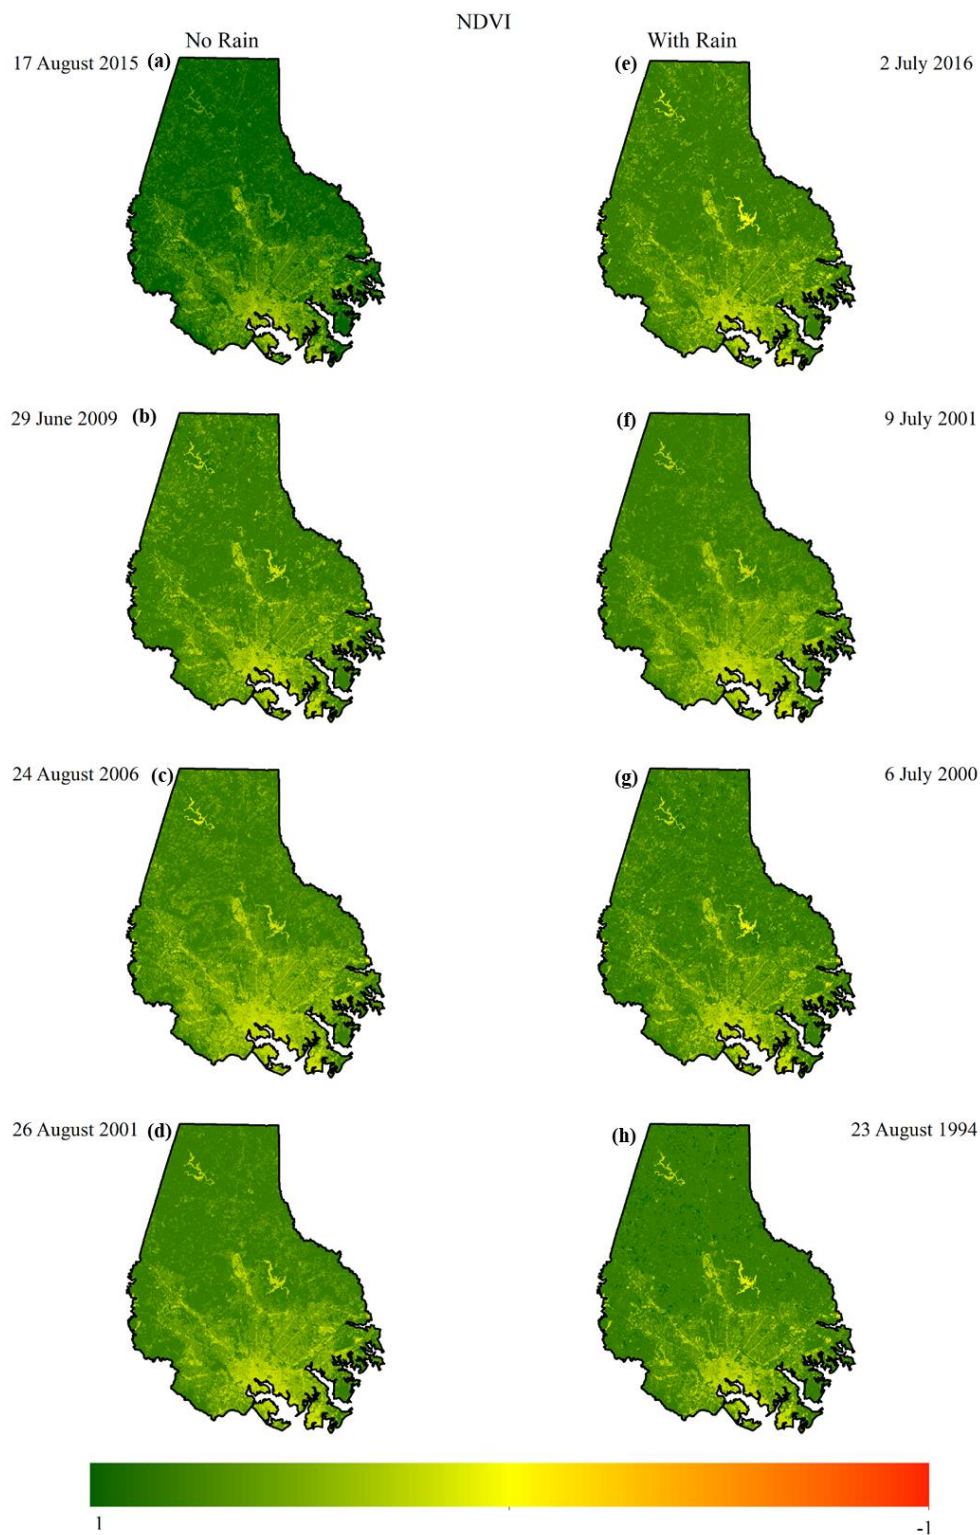 NDVI
No Rain
With Rain
17 August 2015 (a)
(e) 2 July 2016
29 June 2009 (b)
(f) 9 July 2001
24 August 2006 (c)
(g) 6 July 2000
26 August 2001 (d)
(h) 23 August 1994
1 -1